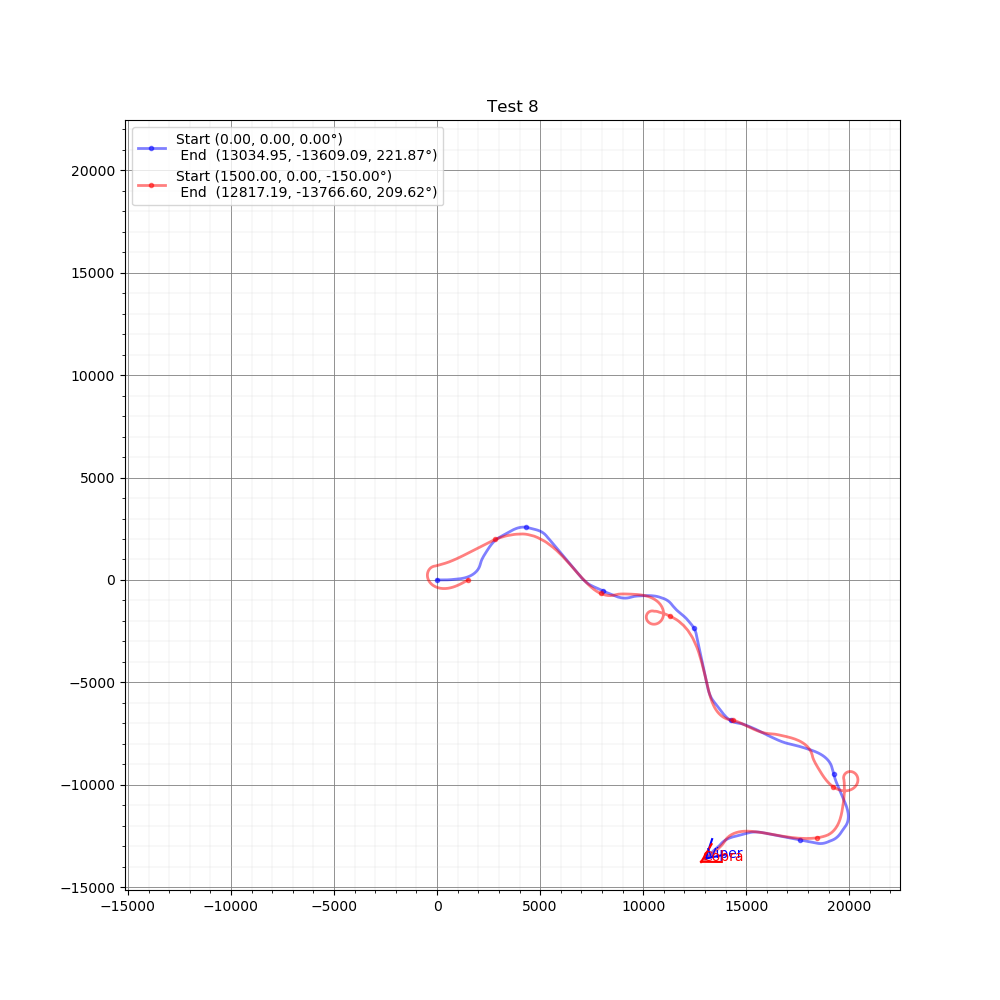 Test 8
Start (0.00, 0.00, 0.00°)
End (13034.95, -13609.09, 221.87°)
Start (1500.00, 0.00, -150.00°)
End (12817.19, -13766.60, 209.62°)
20000
15000
10000
5000
0
−5000
−10000
−15000
−15000 −10000 −5000 0 5000 10000 15000 20000